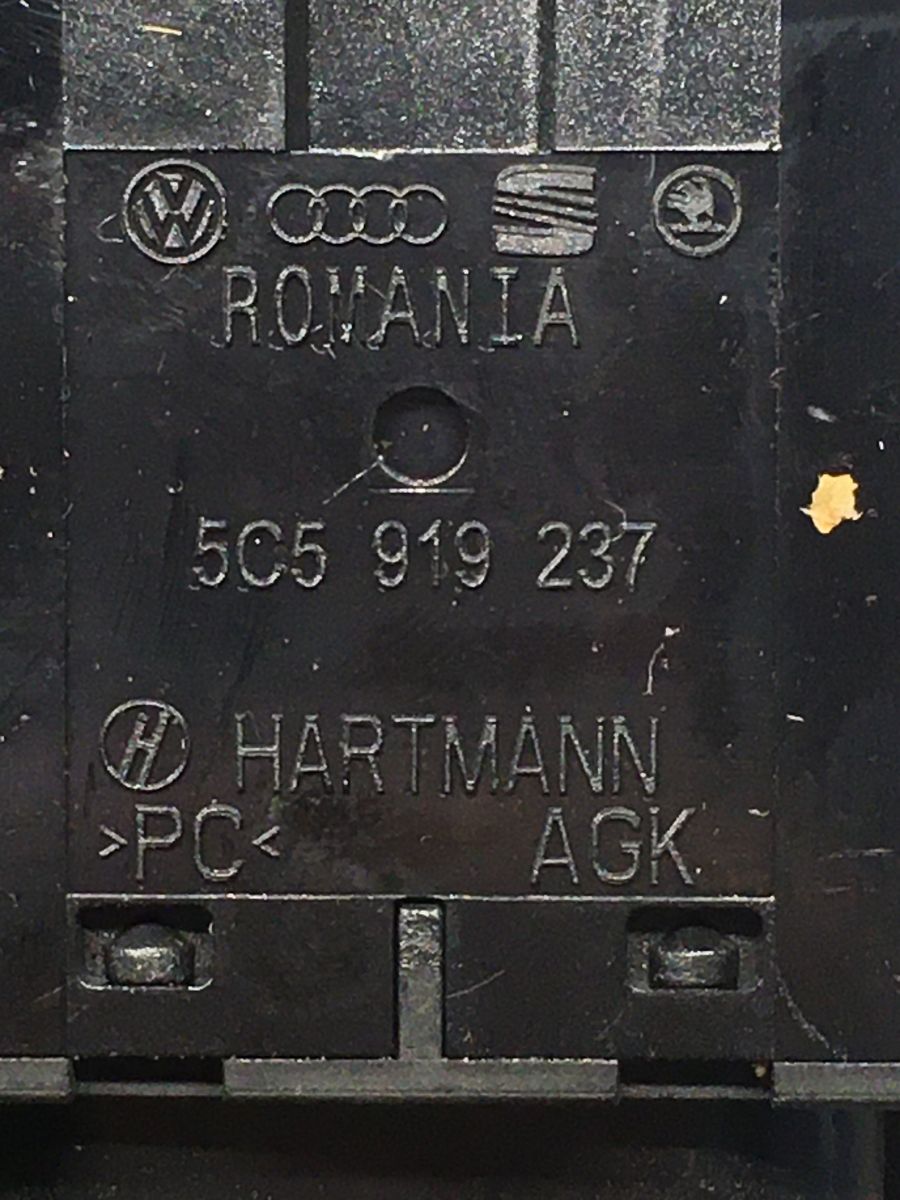 ROMANIA
5C5 919 237
H HARTMANN
>PC< AGK